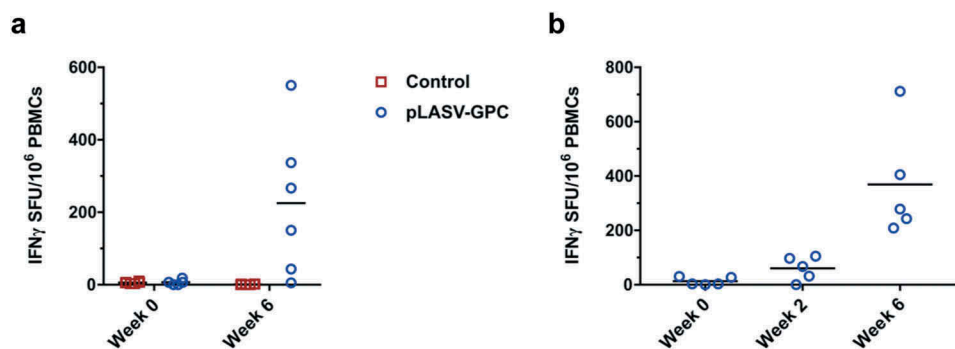 a
IFNγ SFU/10⁶ PBMCs
600
400
200
0
Week 0
Week 6
Control
pLASV-GPC
b
IFNγ SFU/10⁶ PBMCs
800
600
400
200
0
Week 0
Week 2
Week 6